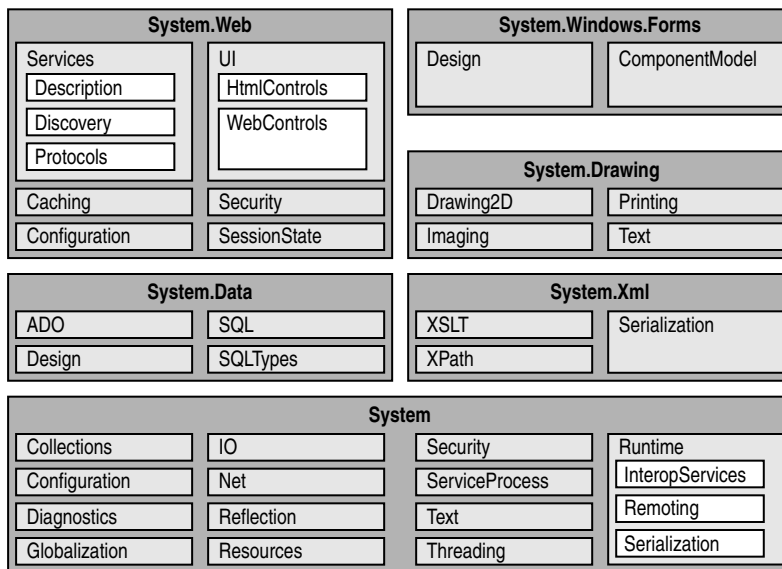 System.Web
Services
Description
Discovery
Protocols
UI
HtmlControls
WebControls
Caching
Security
Configuration
SessionState
System.Windows.Forms
Design
ComponentModel
System.Drawing
Drawing2D
Printing
Imaging
Text
System.Data
ADO
SQL
Design
SQLTypes
System.Xml
XSLT
Serialization
XPath
System
Collections
IO
Security
Runtime
Configuration
Net
ServiceProcess
InteropServices
Diagnostics
Reflection
Text
Remoting
Globalization
Resources
Threading
Serialization